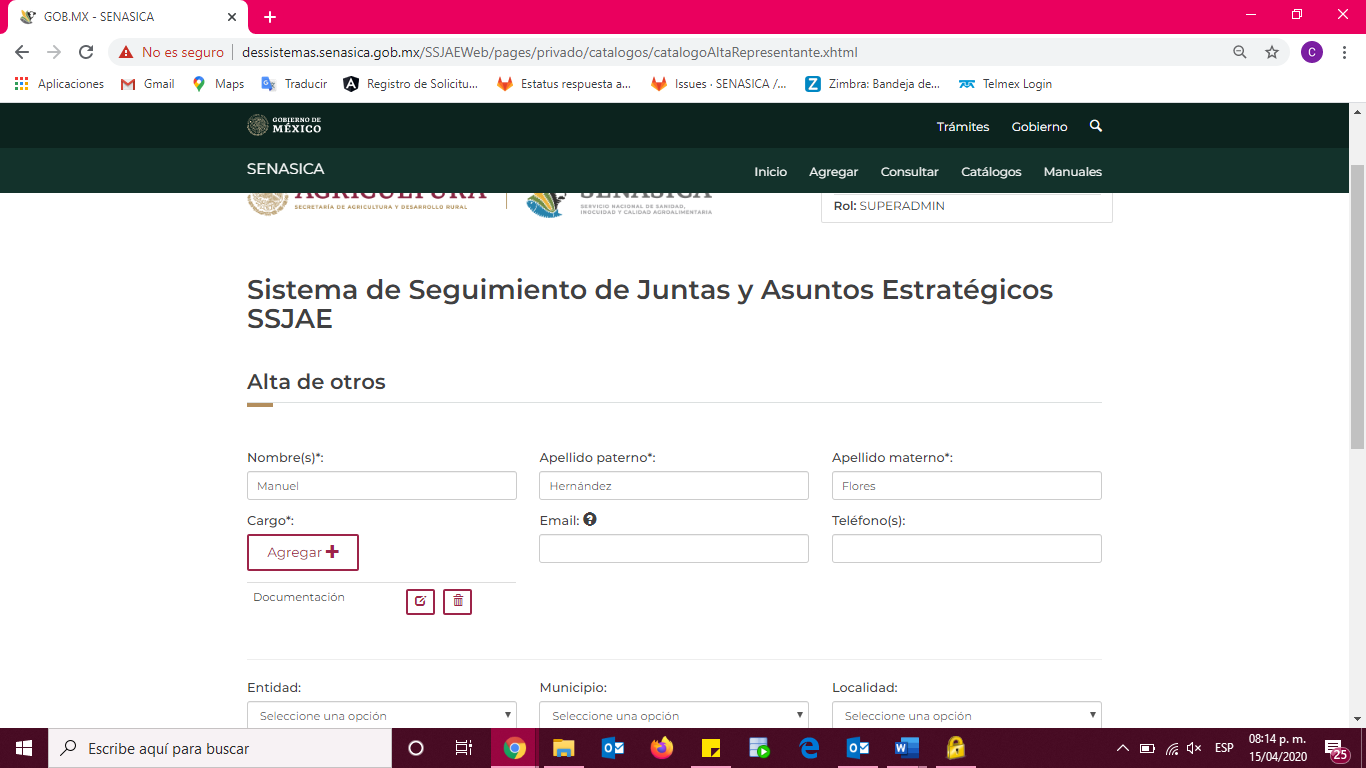 GOB.MX - SENASICA
No es seguro
dessistemas.senasica.gob.mx/SSJAEWeb/pages/privado/catalogos/catalogoAltaRepresentante.xhtml
C
Aplicaciones
Gmail
Maps
Traducir
Registro de Solicitu...
Estatus respuesta a...
Issues · SENASICA /...
Zimbra: Bandeja de...
Telmex Login
GOBIERNO DE
MÉXICO
Trámites
Gobierno
SENASICA
Inicio
Agregar
Consultar
Catálogos
Manuales
AGRICULTURA
SECRETARÍA DE AGRICULTURA Y DESARROLLO RURAL
SENASICA
SERVICIO NACIONAL DE SANIDAD,
INOCUIDAD Y CALIDAD AGROALIMENTARIA
Rol: SUPERADMIN
Sistema de Seguimiento de Juntas y Asuntos Estratégicos
SSJAE
Alta de otros
Nombre(s)*:
Apellido paterno*:
Apellido materno*:
Manuel
Hernández
Flores
Cargo*:
Email:
Teléfono(s):
Agregar
Documentación
Entidad:
Municipio:
Localidad:
Seleccione una opción
Seleccione una opción
Seleccione una opción
Escribe aquí para buscar
ESP
08:14 p. m.
15/04/2020
25